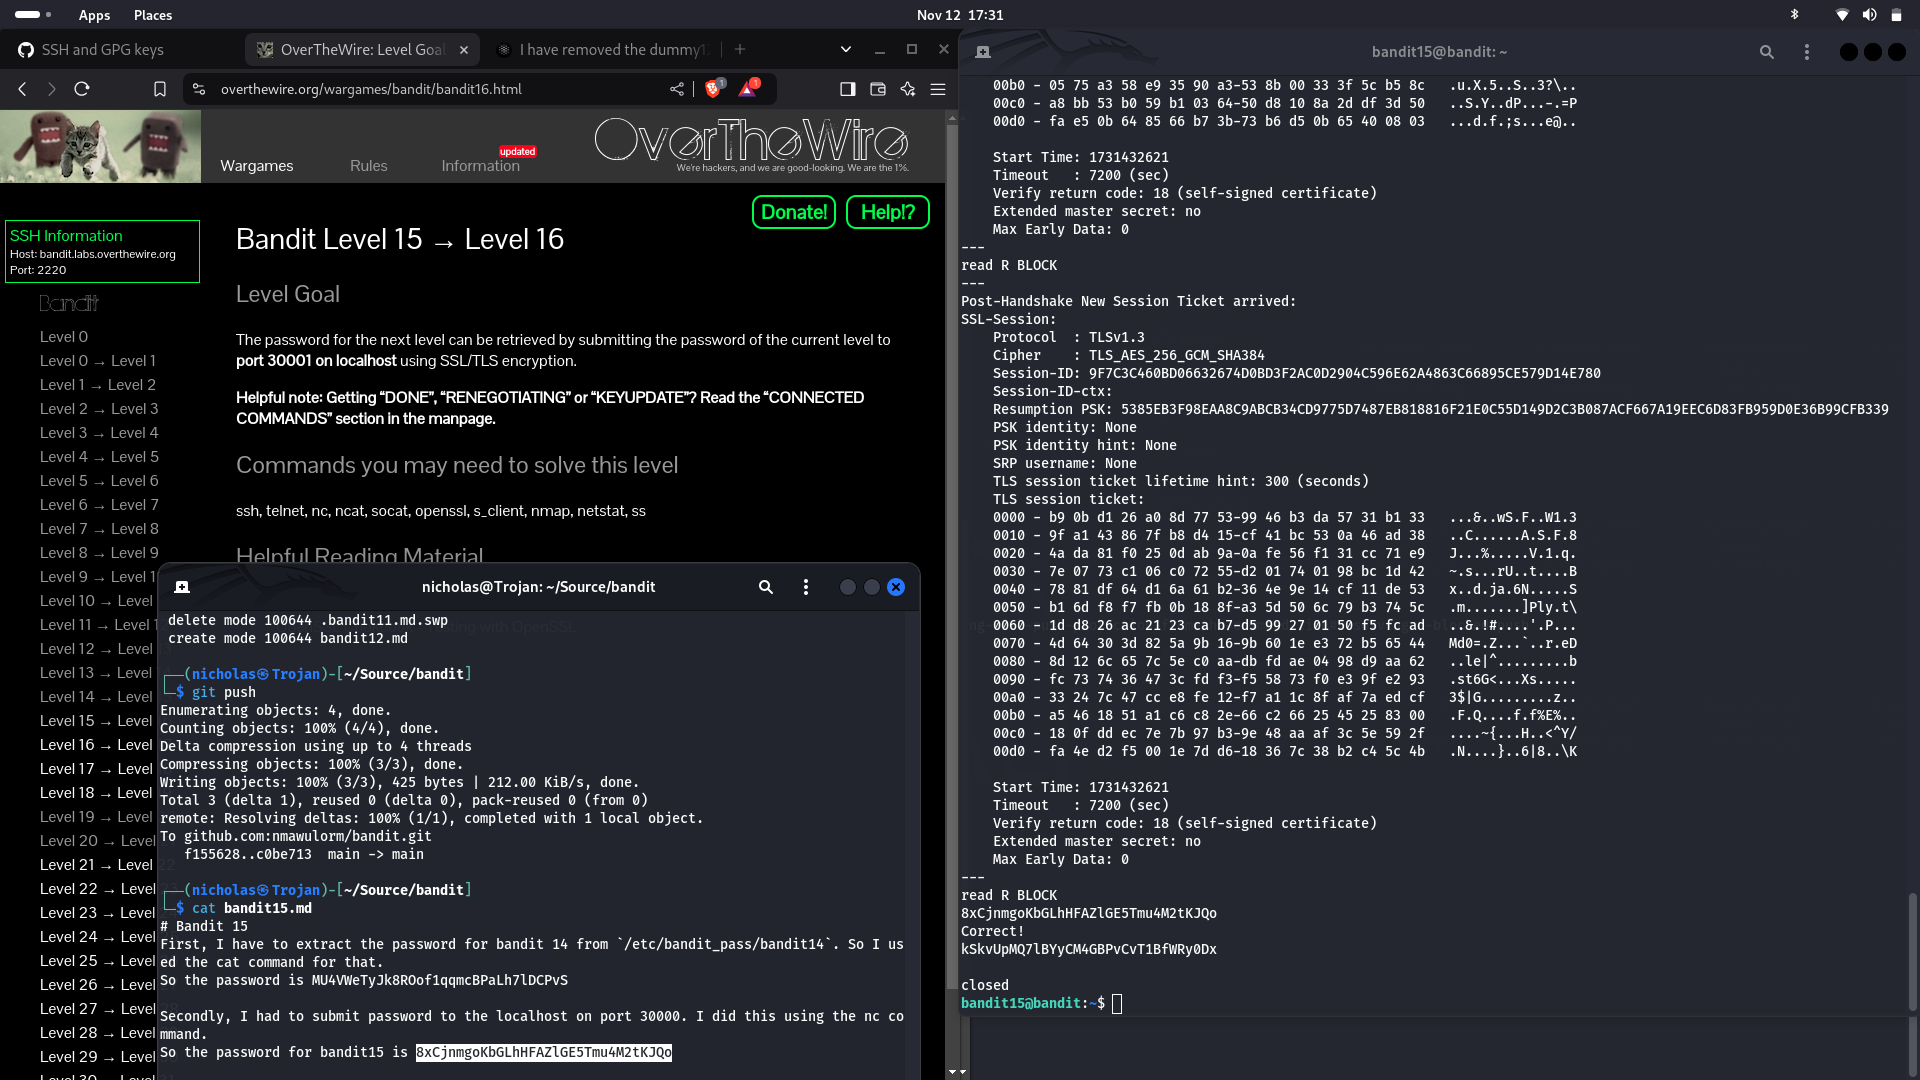 Apps Places
Nov 12 17:31
SSH and GPG keys
OverTheWire: Level Goal
I have removed the dummy1
overthewire.org/wargames/bandit/bandit16.html
1
1
Wargames
Rules
Information
updated
OverTheWire
We're hackers, and we are good-looking. We are the 1%.
Donate!
Help!?
SSH Information
Host: bandit.labs.overthewire.org
Port: 2220
Bandit
Level 0
Level 0 → Level 1
Level 1 → Level 2
Level 2 → Level 3
Level 3 → Level 4
Level 4 → Level 5
Level 5 → Level 6
Level 6 → Level 7
Level 7 → Level 8
Level 8 → Level 9
Level 9 → Level
Level 10 → Level
Level 11 → Level
Level 12 → Level
Level 13 → Level
Level 14 → Level
Level 15 → Level
Level 16 → Level
Level 17 → Level
Level 18 → Level
Level 19 → Level
Level 20 → Level
Level 21 → Level
Level 22 → Level
Level 23 → Level
Level 24 → Level
Level 25 → Level
Level 26 → Level
Level 27 → Level
Level 28 → Level
Level 29 → Level
Level 30 → Level
Bandit Level 15 → Level 16
Level Goal
The password for the next level can be retrieved by submitting the password of the current level to
port 30001 on localhost using SSL/TLS encryption.
Helpful note: Getting “DONE”, “RENEGOTIATING” or “KEYUPDATE”? Read the “CONNECTED
COMMANDS” section in the manpage.
Commands you may need to solve this level
ssh, telnet, nc, ncat, socat, openssl, s_client, nmap, netstat, ss
Helpful Reading Material
nicholas@Trojan: ~/Source/bandit
delete mode 100644 .bandit11.md.swp
create mode 100644 bandit12.md
(nicholas㉿Trojan)-[~/Source/bandit]
$ git push
Enumerating objects: 4, done.
Counting objects: 100% (4/4), done.
Delta compression using up to 4 threads
Compressing objects: 100% (3/3), done.
Writing objects: 100% (3/3), 425 bytes | 212.00 KiB/s, done.
Total 3 (delta 1), reused 0 (delta 0), pack-reused 0 (from 0)
remote: Resolving deltas: 100% (1/1), completed with 1 local object.
To github.com:nmawulorm/bandit.git
f155628..c0be713  main -> main
(nicholas㉿Trojan)-[~/Source/bandit]
$ cat bandit15.md
# Bandit 15
First, I have to extract the password for bandit 14 from `/etc/bandit_pass/bandit14`. So I us
ed the cat command for that.
So the password is MU4VWeTyJk8ROof1qqmcBPaLh7lDCPvS
Secondly, I had to submit password to the localhost on port 30000. I did this using the nc co
mmand.
So the password for bandit15 is 8xCjnmgoKbGLhHFAZlGE5Tmu4M2tKJQo
bandit15@bandit: ~
00b0 - 05 75 a3 58 e9 35 90 a3-53 8b 00 33 3f 5c b5 8c   .u.X.5..S..3?\..
00c0 - a8 bb 53 b0 59 b1 03 64-50 d8 10 8a 2d df 3d 50   ..S.Y..dP...-.=P
00d0 - fa e5 0b 64 85 66 b7 3b-73 b6 d5 0b 65 40 08 03   ...d.f.;s...e@..
Start Time: 1731432621
Timeout   : 7200 (sec)
Verify return code: 18 (self-signed certificate)
Extended master secret: no
Max Early Data: 0
---
read R BLOCK
---
Post-Handshake New Session Ticket arrived:
SSL-Session:
Protocol  : TLSv1.3
Cipher    : TLS_AES_256_GCM_SHA384
Session-ID: 9F7C3C460BD06632674D0BD3F2AC0D2904C596E62A4863C66895CE579D14E780
Session-ID-ctx:
Resumption PSK: 5385EB3F98EAA8C9ABCB34CD9775D7487EB818816F21E0C55D149D2C3B087ACF667A19EEC6D83FB959D0E36B99CFB339
PSK identity: None
PSK identity hint: None
SRP username: None
TLS session ticket lifetime hint: 300 (seconds)
TLS session ticket:
0000 - b9 0b d1 26 a0 8d 77 53-99 46 b3 da 57 31 b1 33   ...&..wS.F..W1.3
0010 - 9f a1 43 86 7f b8 d4 15-cf 41 bc 53 0a 46 ad 38   ..C......A.S.F.8
0020 - 4a da 81 f0 25 0d ab 9a-0a fe 56 f1 31 cc 71 e9   J...%.....V.1.q.
0030 - 7e 07 73 c1 06 c0 72 55-d2 01 74 01 98 bc 1d 42   ~.s...rU..t....B
0040 - 78 81 df 64 d1 6a 61 b2-36 4e 9e 14 cf 11 de 53   x..d.ja.6N.....S
0050 - b1 6d f8 f7 fb 0b 18 8f-a3 5d 50 6c 79 b3 74 5c   .m.......]Ply.t\
0060 - 1d d8 26 ac 21 23 ca b7-d5 99 27 01 50 f5 fc ad   ..&.!#....'.P...
0070 - 4d 64 30 3d 82 5a 9b 16-9b 60 1e e3 72 b5 65 44   Md0=.Z...`..r.eD
0080 - 8d 12 6c 65 7c 5e c0 aa-db fd ae 04 98 d9 aa 62   ..le|^.........b
0090 - fc 73 74 36 47 3c fd f3-f5 58 73 f0 e3 9f e2 93   .st6G<...Xs.....
00a0 - 33 24 7c 47 cc e8 fe 12-f7 a1 1c 8f af 7a ed cf   3$|G.........z..
00b0 - a5 46 18 51 a1 c6 c8 2e-66 c2 66 25 45 25 83 00   .F.Q....f.f%E%..
00c0 - 18 0f dd ec 7e 7b 97 b3-9e 48 aa af 3c 5e 59 2f   ....~{...H..<^Y/
00d0 - fa 4e d2 f5 00 1e 7d d6-18 36 7c 38 b2 c4 5c 4b   .N....}..6|8..\K
Start Time: 1731432621
Timeout   : 7200 (sec)
Verify return code: 18 (self-signed certificate)
Extended master secret: no
Max Early Data: 0
---
read R BLOCK
8xCjnmgoKbGLhHFAZlGE5Tmu4M2tKJQo
Correct!
kSkvUpMQ7lBYyCM4GBPvCvT1BfWRy0Dx
closed
bandit15@bandit:~$